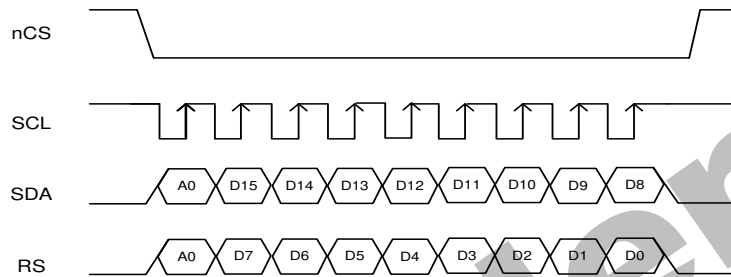 nCS
SCL
SDA A0 D15 D14 D13 D12 D11 D10 D9 D8
RS A0 D7 D6 D5 D4 D3 D2 D1 D0